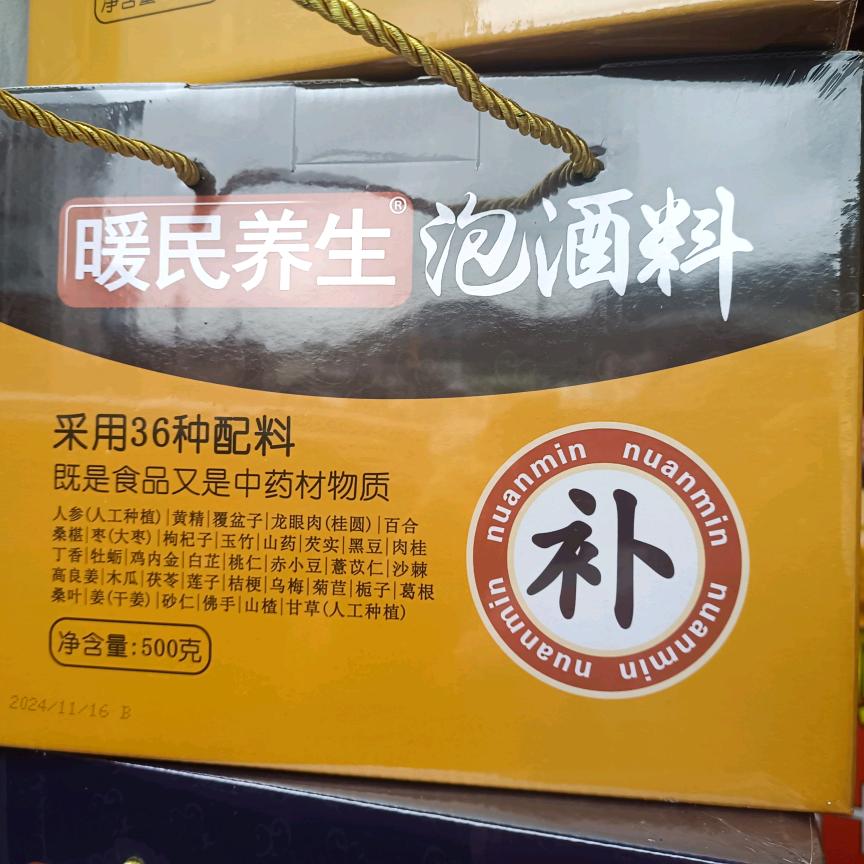 净含量
暖民养生® 泡酒料
采用36种配料
既是食品又是中药材物质
人参(人工种植)|黄精|覆盆子|龙眼肉(桂圆)|百合
桑椹|枣(大枣)|枸杞子|玉竹|山药|芡实|黑豆|肉桂
丁香|牡蛎|鸡内金|白芷|桃仁|赤小豆|薏苡仁|沙棘
高良姜|木瓜|茯苓|莲子|桔梗|乌梅|菊苣|栀子|葛根
桑叶|姜(干姜)|砂仁|佛手|山楂|甘草(人工种植)
净含量:500克
2024/11/16 B
nuanmin nuanmin nuanmin nuanmin nuanmin
补